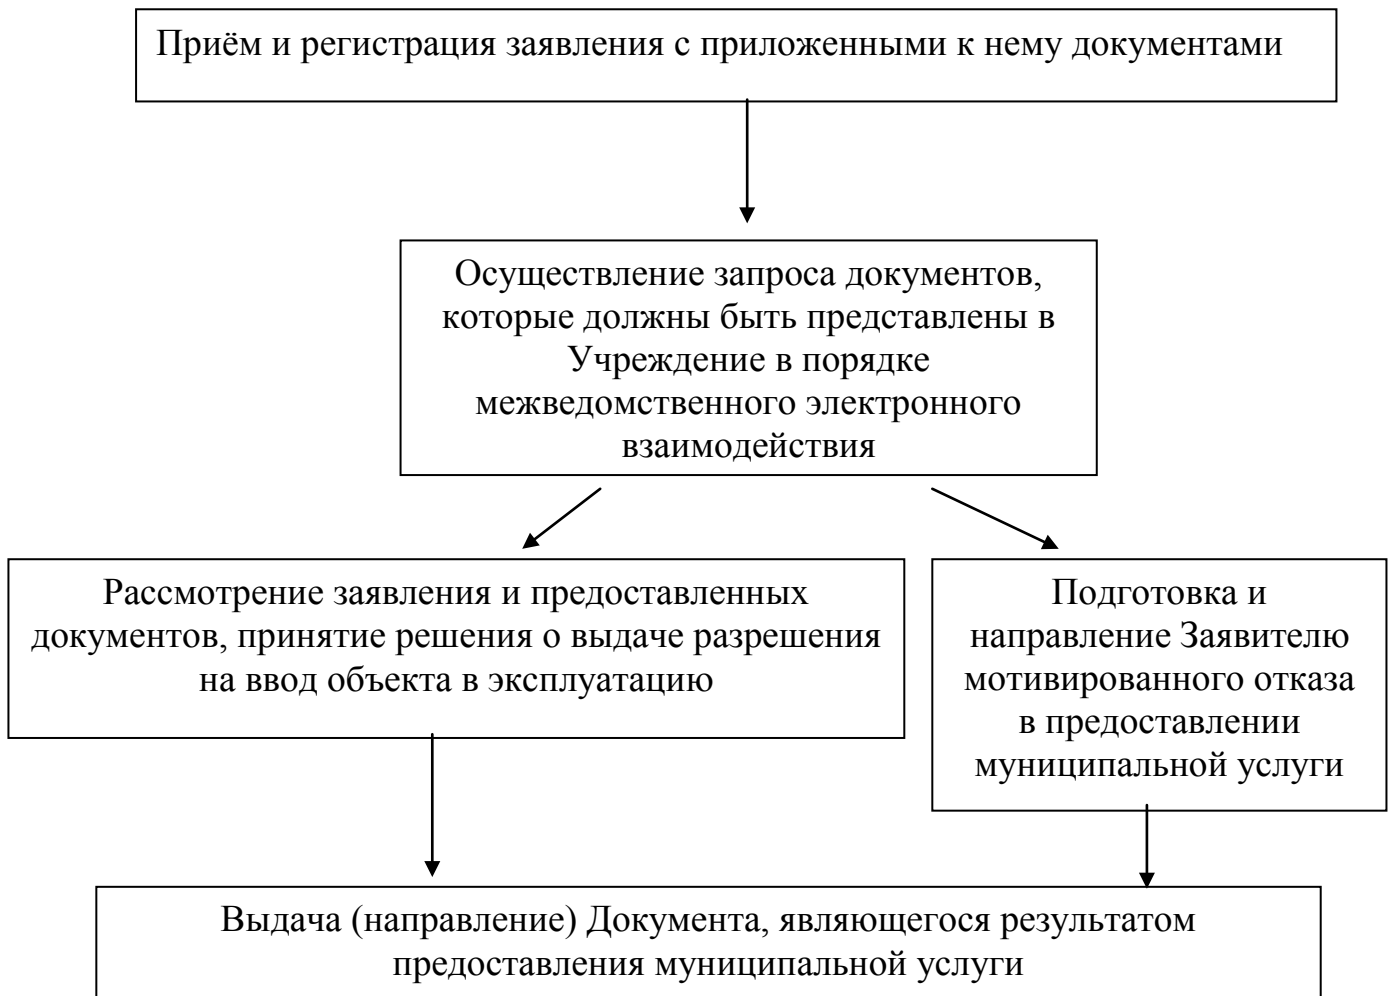 Приём и регистрация заявления с приложенными к нему документами
Осуществление запроса документов,
которые должны быть представлены в
Учреждение в порядке
межведомственного электронного
взаимодействия
Рассмотрение заявления и предоставленных
документов, принятие решения о выдаче разрешения
на ввод объекта в эксплуатацию
Подготовка и
направление Заявителю
мотивированного отказа
в предоставлении
муниципальной услуги
Выдача (направление) Документа, являющегося результатом
предоставления муниципальной услуги